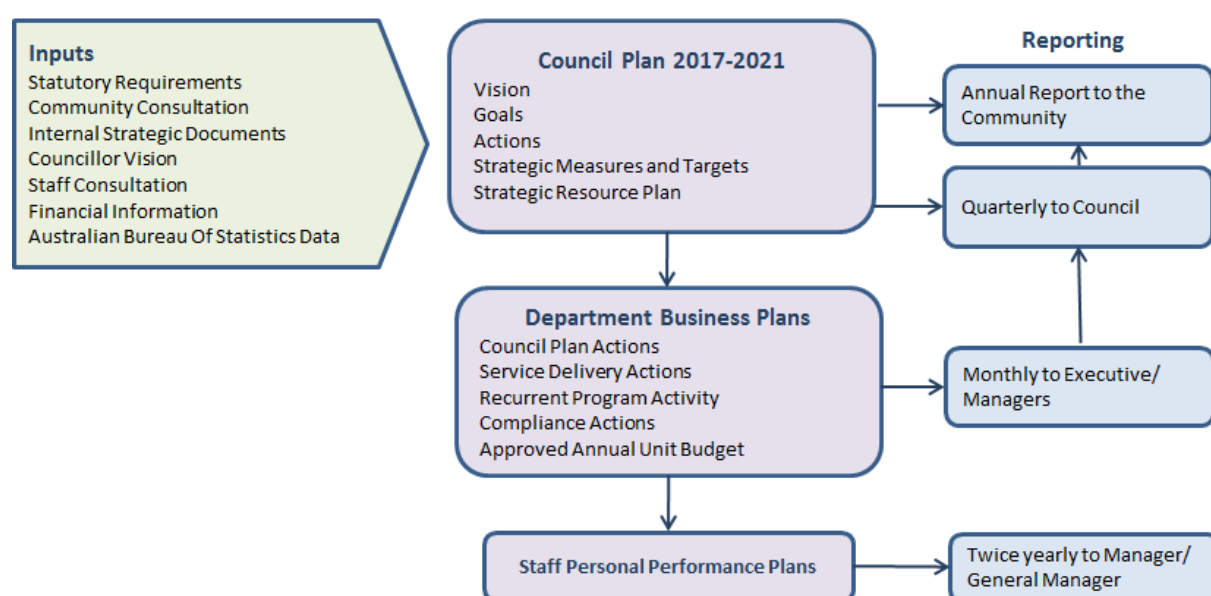 Inputs
Statutory Requirements
Community Consultation
Internal Strategic Documents
Councillor Vision
Staff Consultation
Financial Information
Australian Bureau Of Statistics Data
Council Plan 2017-2021
Vision
Goals
Actions
Strategic Measures and Targets
Strategic Resource Plan
Reporting
Annual Report to the
Community
Quarterly to Council
Department Business Plans
Council Plan Actions
Service Delivery Actions
Recurrent Program Activity
Compliance Actions
Approved Annual Unit Budget
Monthly to Executive/
Managers
Staff Personal Performance Plans
Twice yearly to Manager/
General Manager